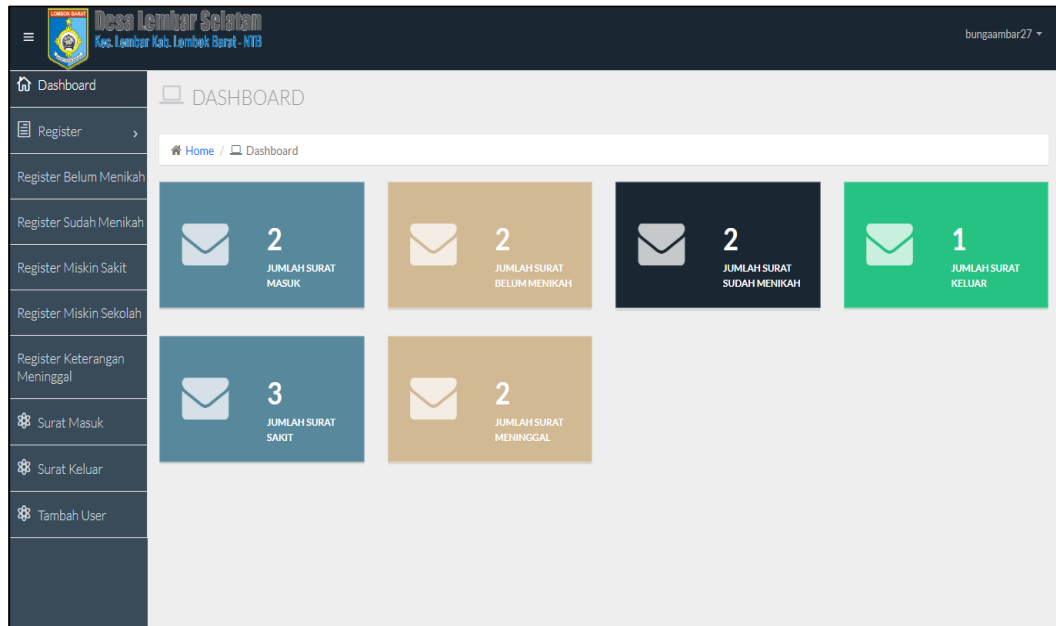 LOMBOK BARAT
Desa Lembar Selatan
Kec. Lembar Kab. Lombok Barat - NTB
bungaambar27
Dashboard
Register
Register Belum Menikah
Register Sudah Menikah
Register Miskin Sakit
Register Miskin Sekolah
Register Keterangan
Meninggal
Surat Masuk
Surat Keluar
Tambah User
DASHBOARD
Home / Dashboard
2
JUMLAH SURAT
MASUK
2
JUMLAH SURAT
BELUM MENIKAH
2
JUMLAH SURAT
SUDAH MENIKAH
1
JUMLAH SURAT
KELUAR
3
JUMLAH SURAT
SAKIT
2
JUMLAH SURAT
MENINGGAL